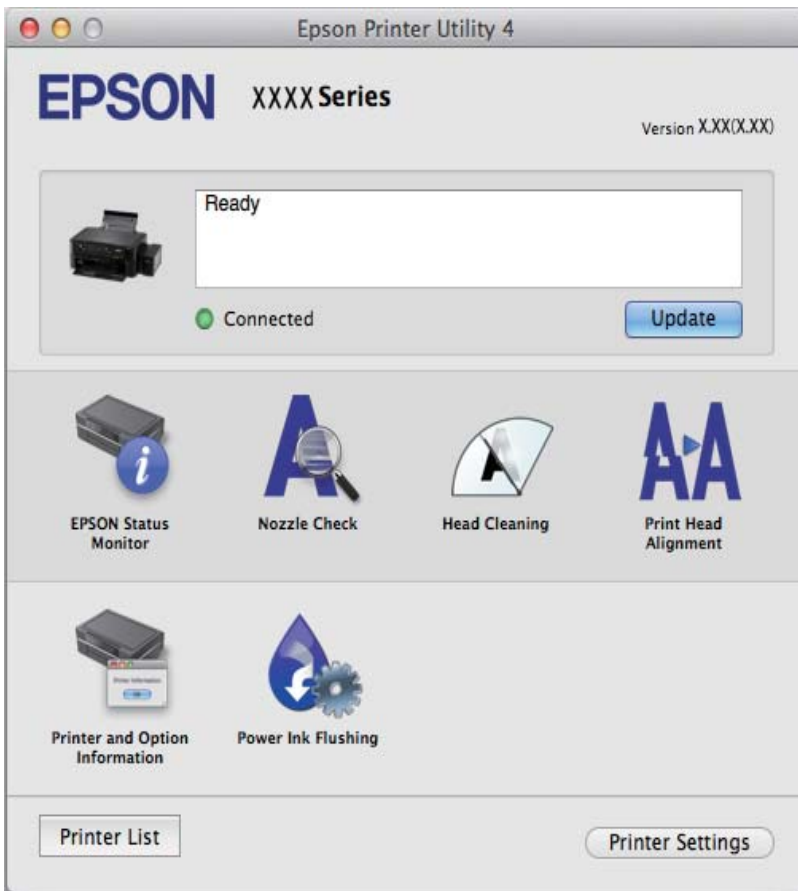 Epson Printer Utility 4
EPSON XXXX Series
Version X.XX(X.XX)
Ready
Connected
Update
EPSON Status
Monitor
Nozzle Check
Head Cleaning
Print Head
Alignment
Printer and Option
Information
Power Ink Flushing
Printer List
Printer Settings